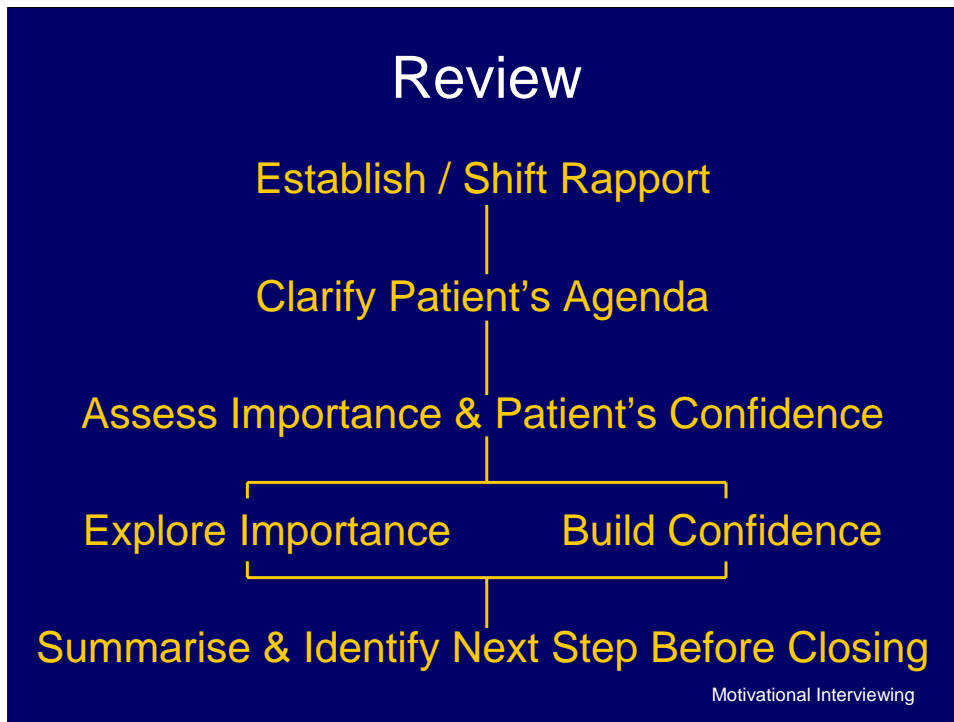 Review
Establish / Shift Rapport
Clarify Patient's Agenda
Assess Importance & Patient's Confidence
Explore Importance
Build Confidence
Summarise & Identify Next Step Before Closing
Motivational Interviewing